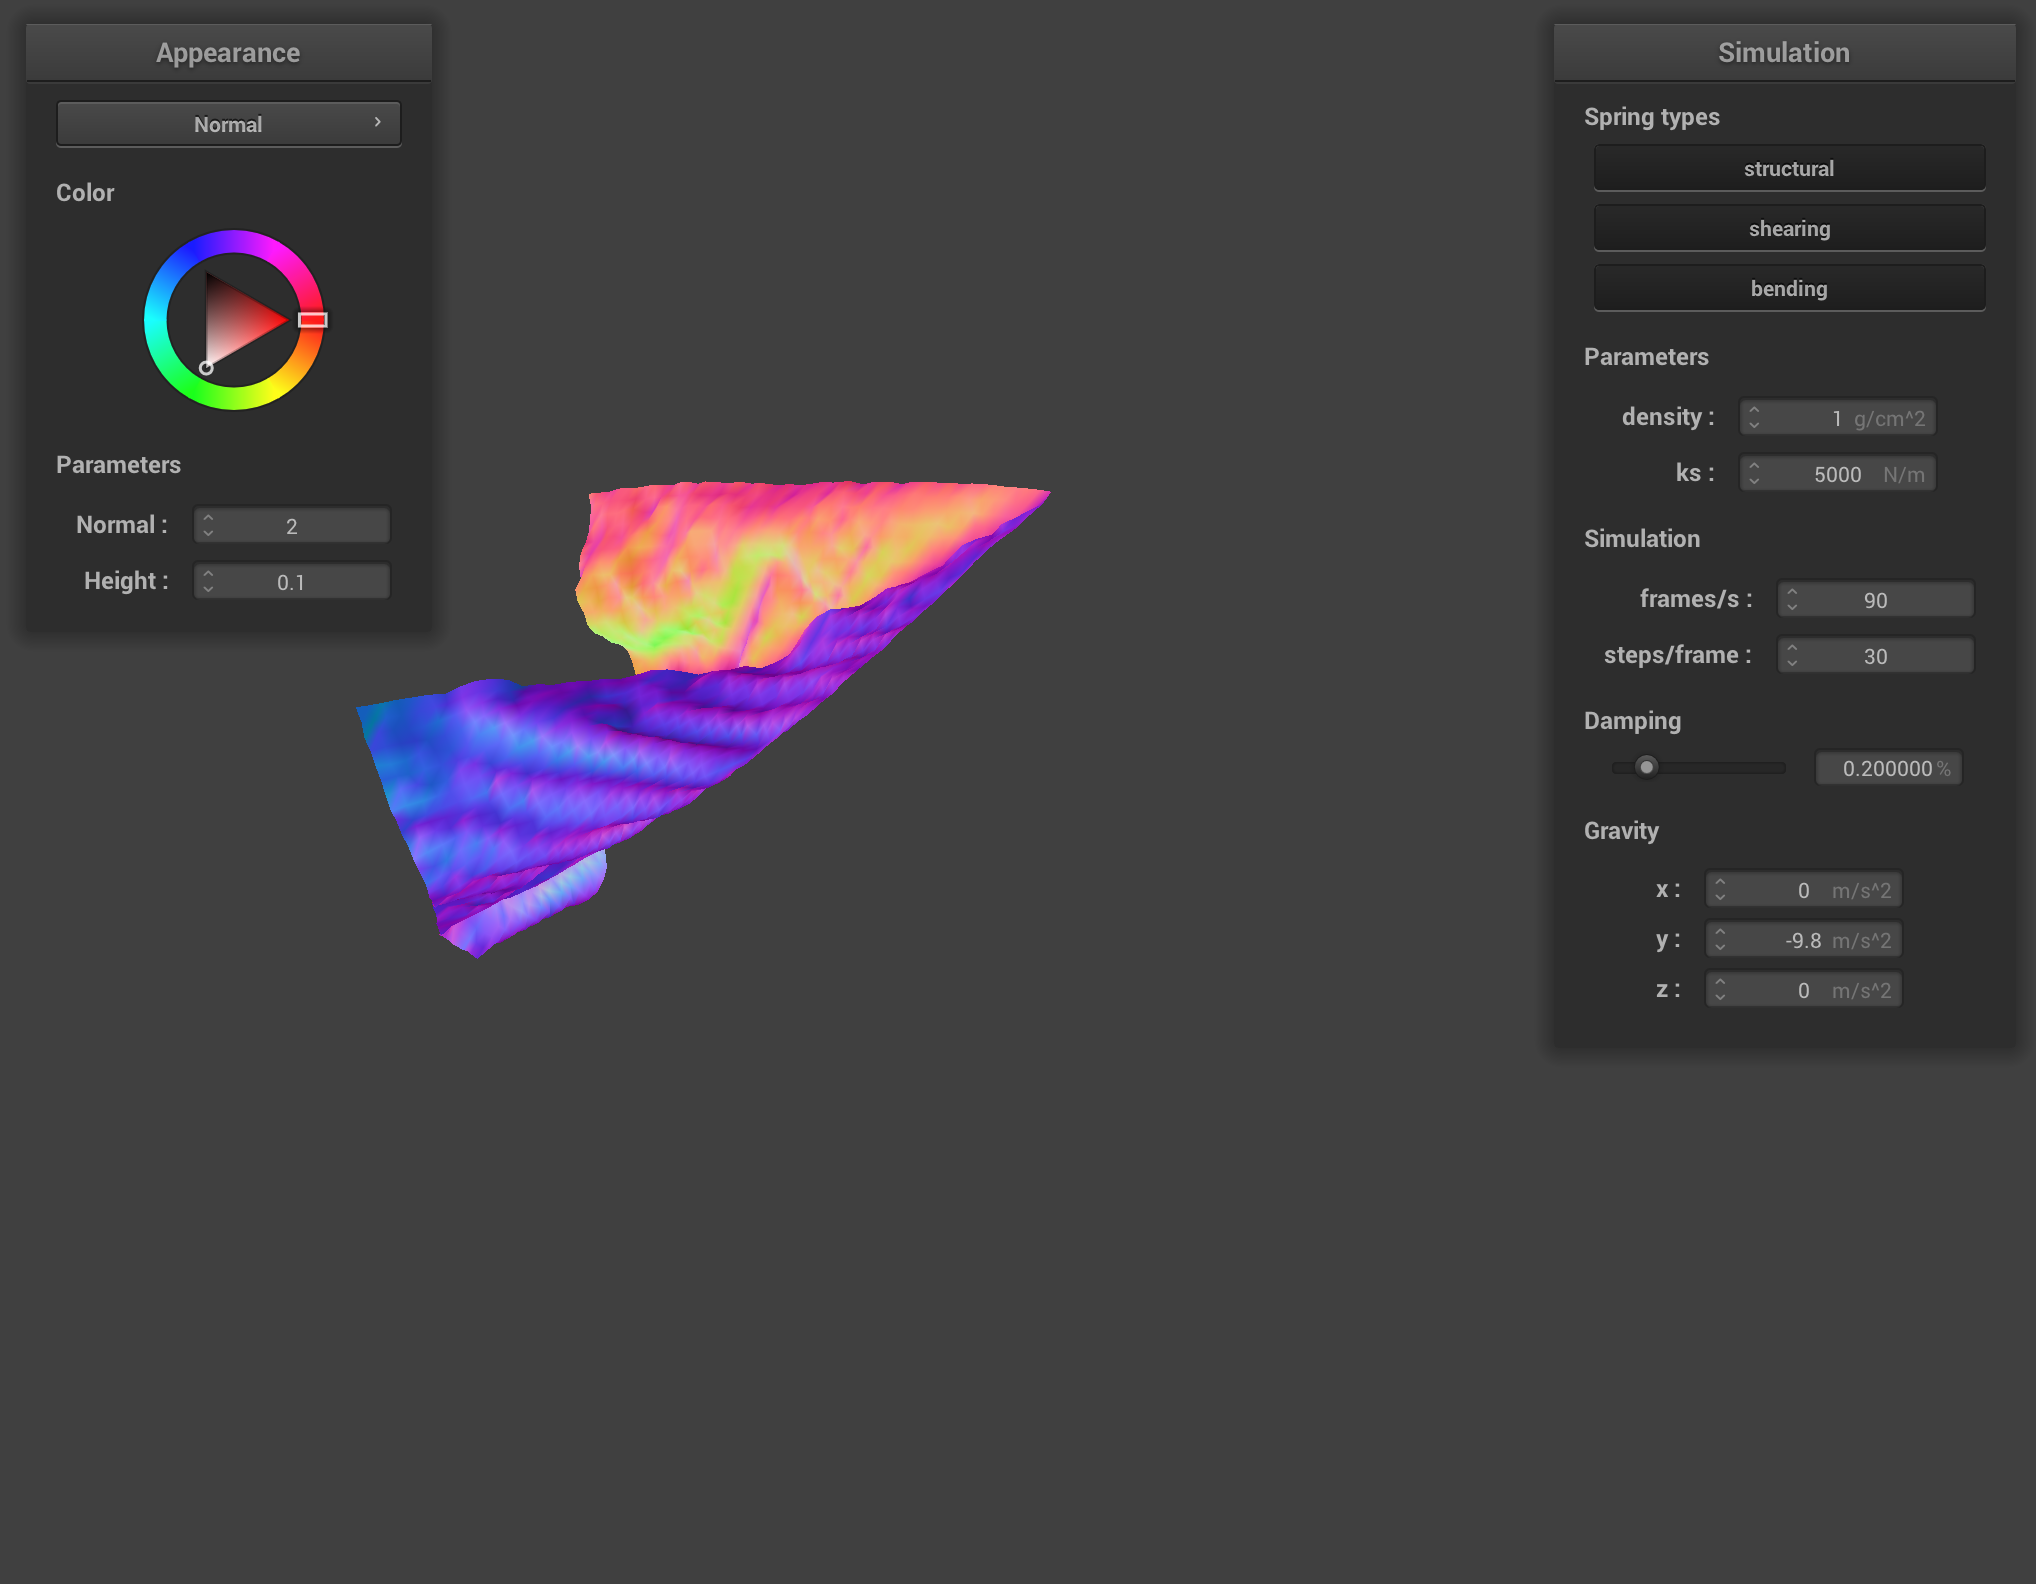 Appearance
Normal
Color
Parameters
Normal : 2
Height : 0.1
Simulation
Spring types
structural
shearing
bending
Parameters
density : 1 g/cm^2
ks : 5000 N/m
Simulation
frames/s : 90
steps/frame : 30
Damping
0.200000 %
Gravity
x : 0 m/s^2
y : -9.8 m/s^2
z : 0 m/s^2